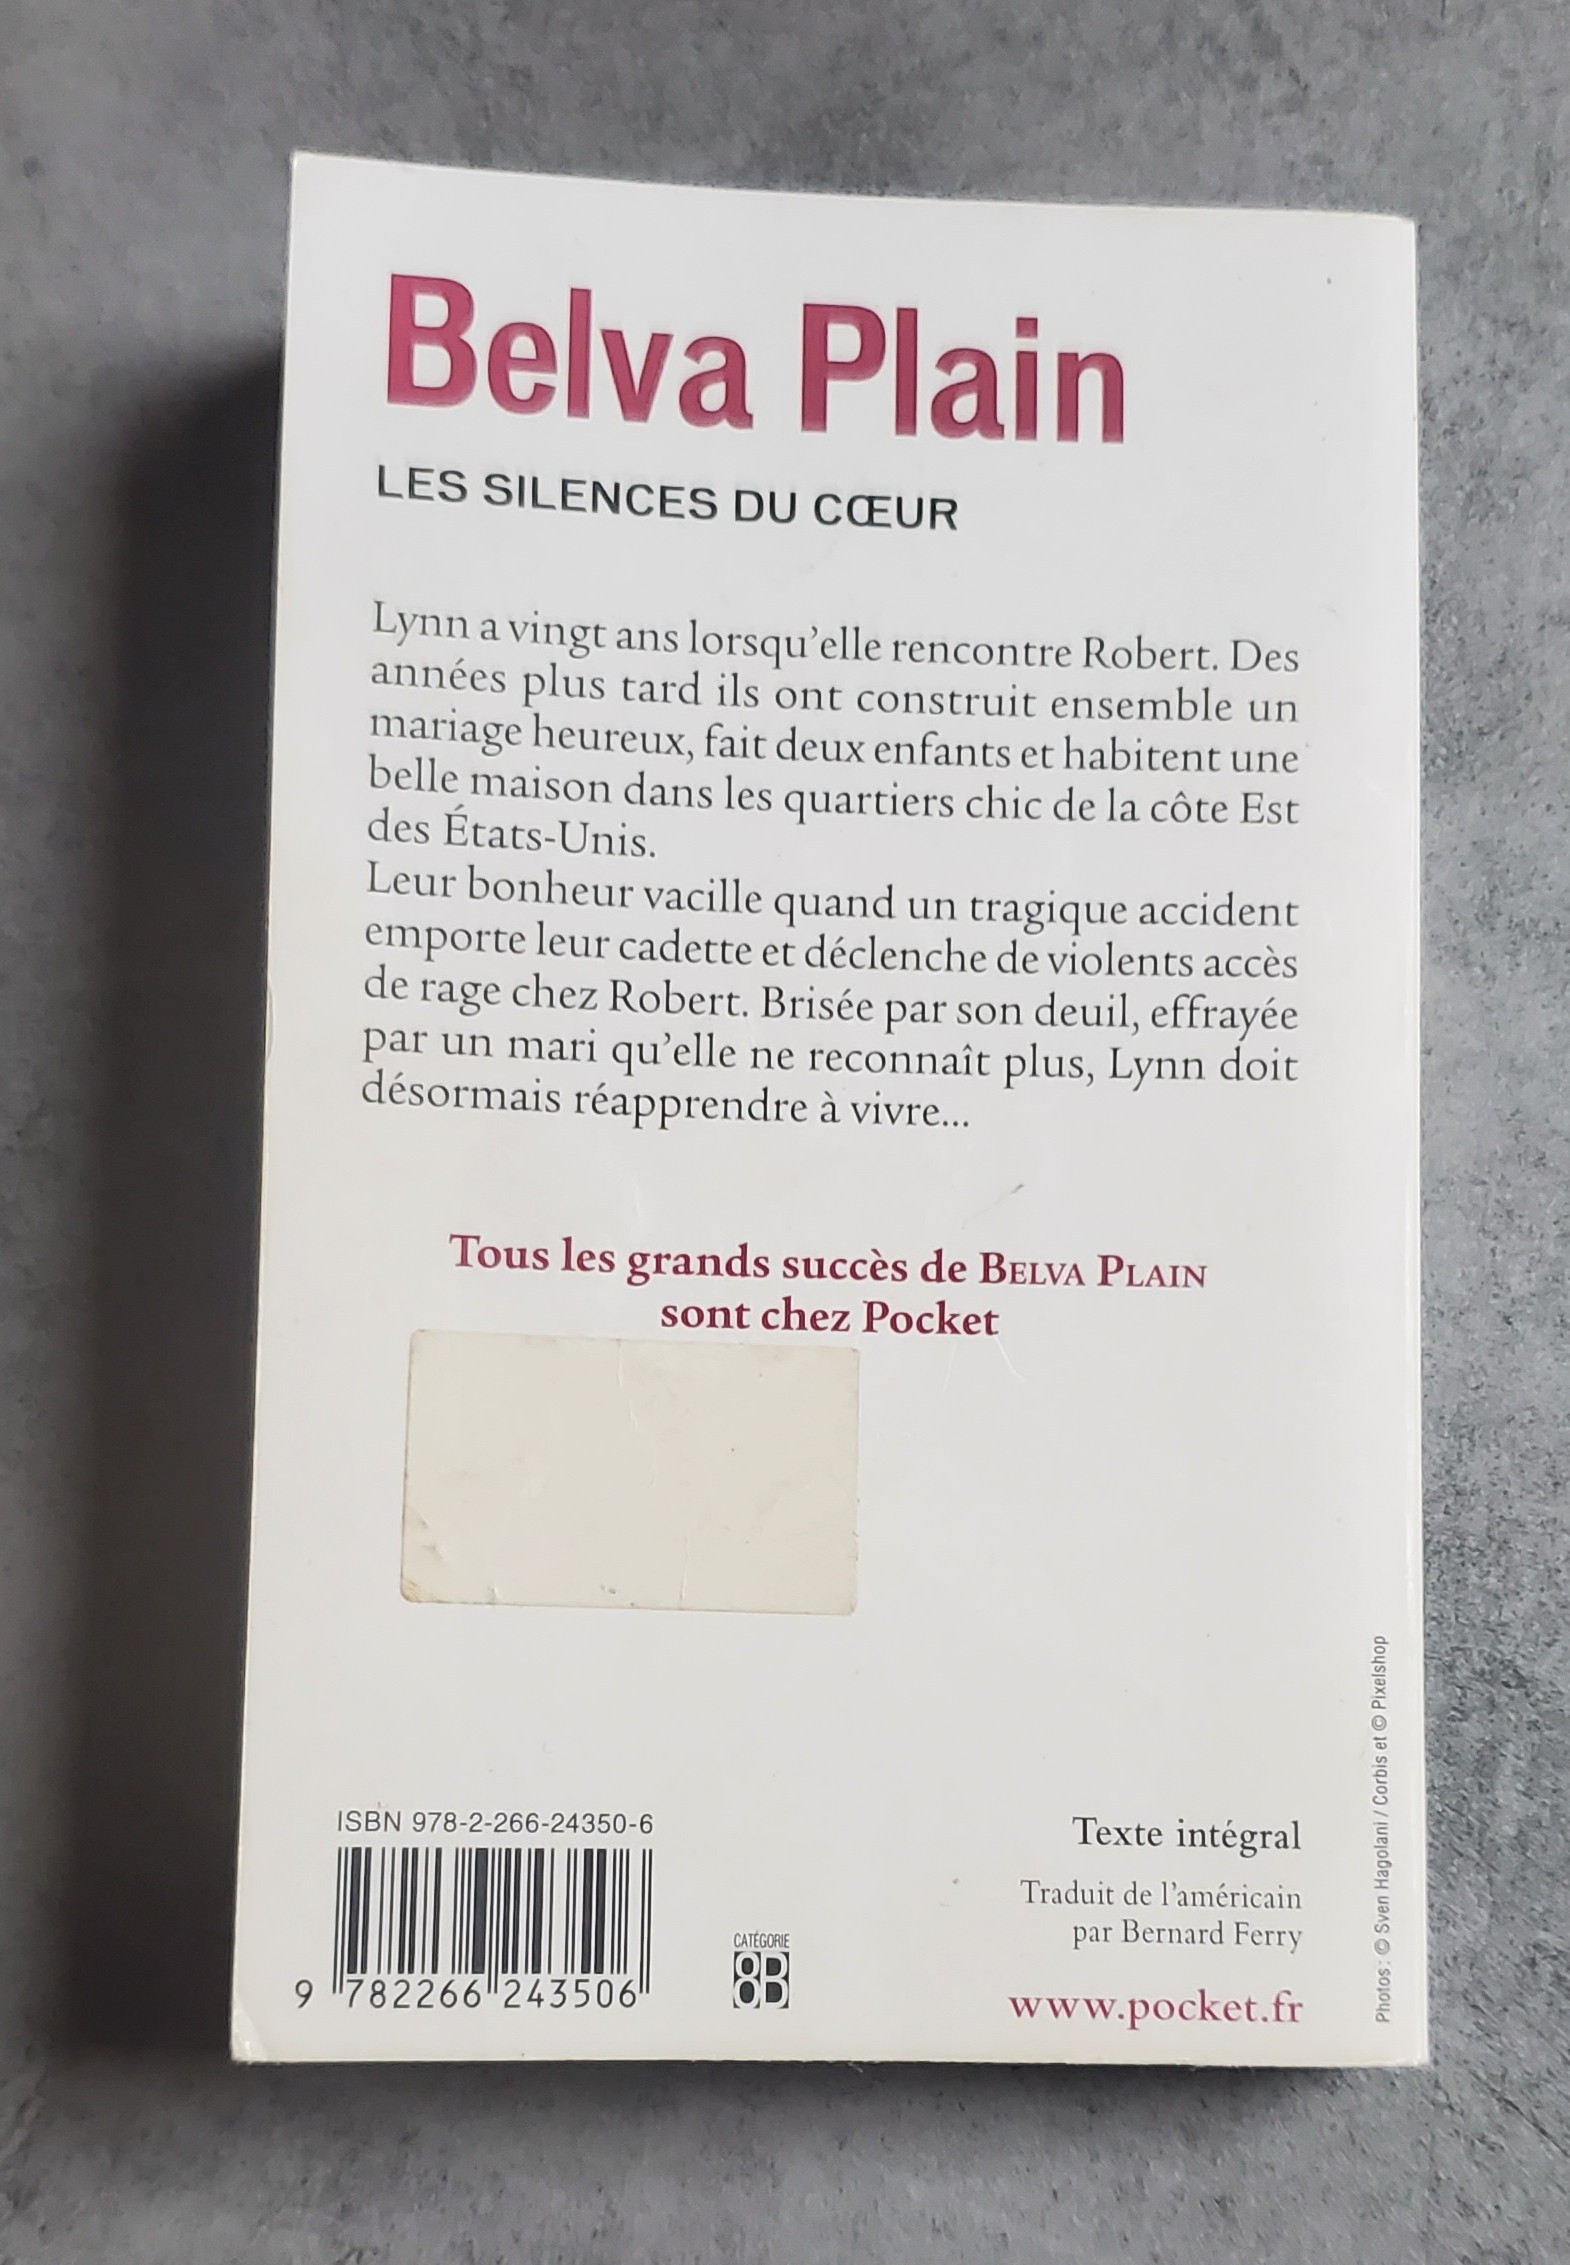 Belva Plain
LES SILENCES DU CŒUR
Lynn a vingt ans lorsqu'elle rencontre Robert. Des
années plus tard ils ont construit ensemble un
mariage heureux, fait deux enfants et habitent une
belle maison dans les quartiers chic de la côte Est
des États-Unis.
Leur bonheur vacille quand un tragique accident
emporte leur cadette et déclenche de violents accès
de rage chez Robert. Brisée par son deuil, effrayée
par un mari qu'elle ne reconnaît plus, Lynn doit
désormais réapprendre à vivre...
Tous les grands succès de BELVA PLAIN
sont chez Pocket
ISBN 978-2-266-24350-6
9 782266 243506
CATÉGORIE
8B
Texte intégral
Traduit de l'américain
par Bernard Ferry
www.pocket.fr
Photos : © Sven Hagolani / Corbis et © Pixelshop